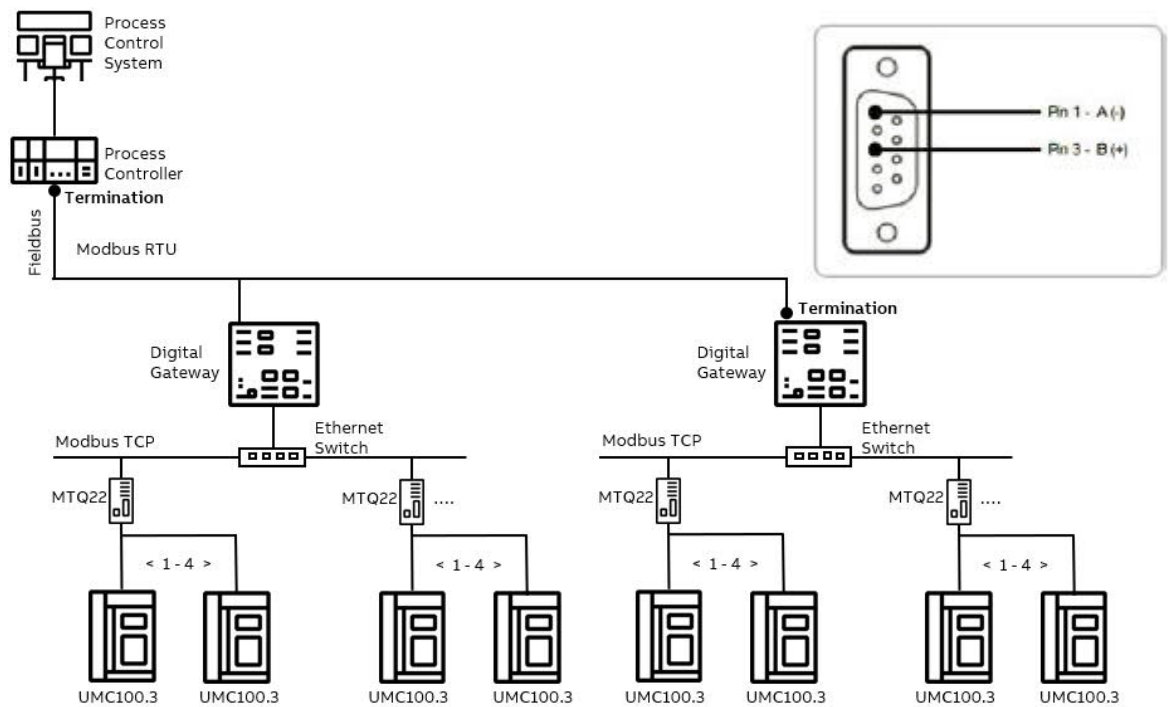 Process
Control
System
Pin 1 - A (-)
Pin 3 - B (+)
Process
Controller
Termination
Fieldbus
Modbus RTU
Termination
Digital
Gateway
Digital
Gateway
Modbus TCP
Ethernet
Switch
Modbus TCP
Ethernet
Switch
MTQ22
MTQ22
....
MTQ22
MTQ22
....
< 1 - 4 >
< 1 - 4 >
< 1 - 4 >
< 1 - 4 >
UMC100.3
UMC100.3
UMC100.3
UMC100.3
UMC100.3
UMC100.3
UMC100.3
UMC100.3